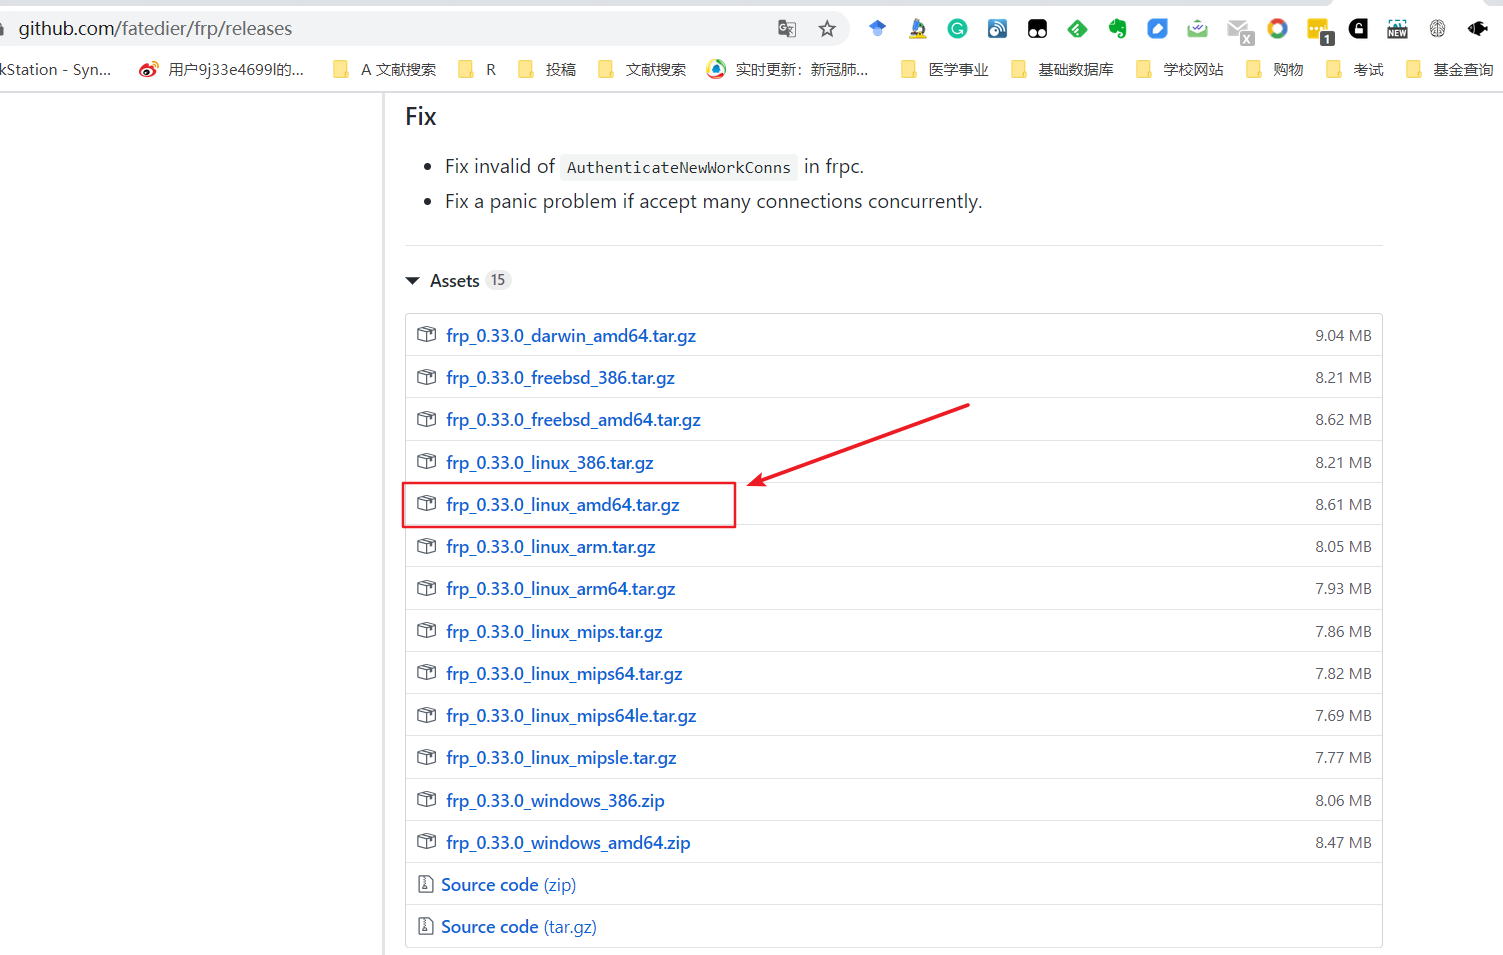 github.com/fatedier/frp/releases
X
1
NEW
kStation - Syn...
用户9j33e4699l的...
A 文献搜索
R
投稿
文献搜索
实时更新：新冠肺...
医学事业
基础数据库
学校网站
购物
考试
基金查询
Fix
• Fix invalid of AuthenticateNewWorkConns in frpc.
• Fix a panic problem if accept many connections concurrently.
Assets 15
frp_0.33.0_darwin_amd64.tar.gz 9.04 MB
frp_0.33.0_freebsd_386.tar.gz 8.21 MB
frp_0.33.0_freebsd_amd64.tar.gz 8.62 MB
frp_0.33.0_linux_386.tar.gz 8.21 MB
frp_0.33.0_linux_amd64.tar.gz 8.61 MB
frp_0.33.0_linux_arm.tar.gz 8.05 MB
frp_0.33.0_linux_arm64.tar.gz 7.93 MB
frp_0.33.0_linux_mips.tar.gz 7.86 MB
frp_0.33.0_linux_mips64.tar.gz 7.82 MB
frp_0.33.0_linux_mips64le.tar.gz 7.69 MB
frp_0.33.0_linux_mipsle.tar.gz 7.77 MB
frp_0.33.0_windows_386.zip 8.06 MB
frp_0.33.0_windows_amd64.zip 8.47 MB
Source code (zip)
Source code (tar.gz)